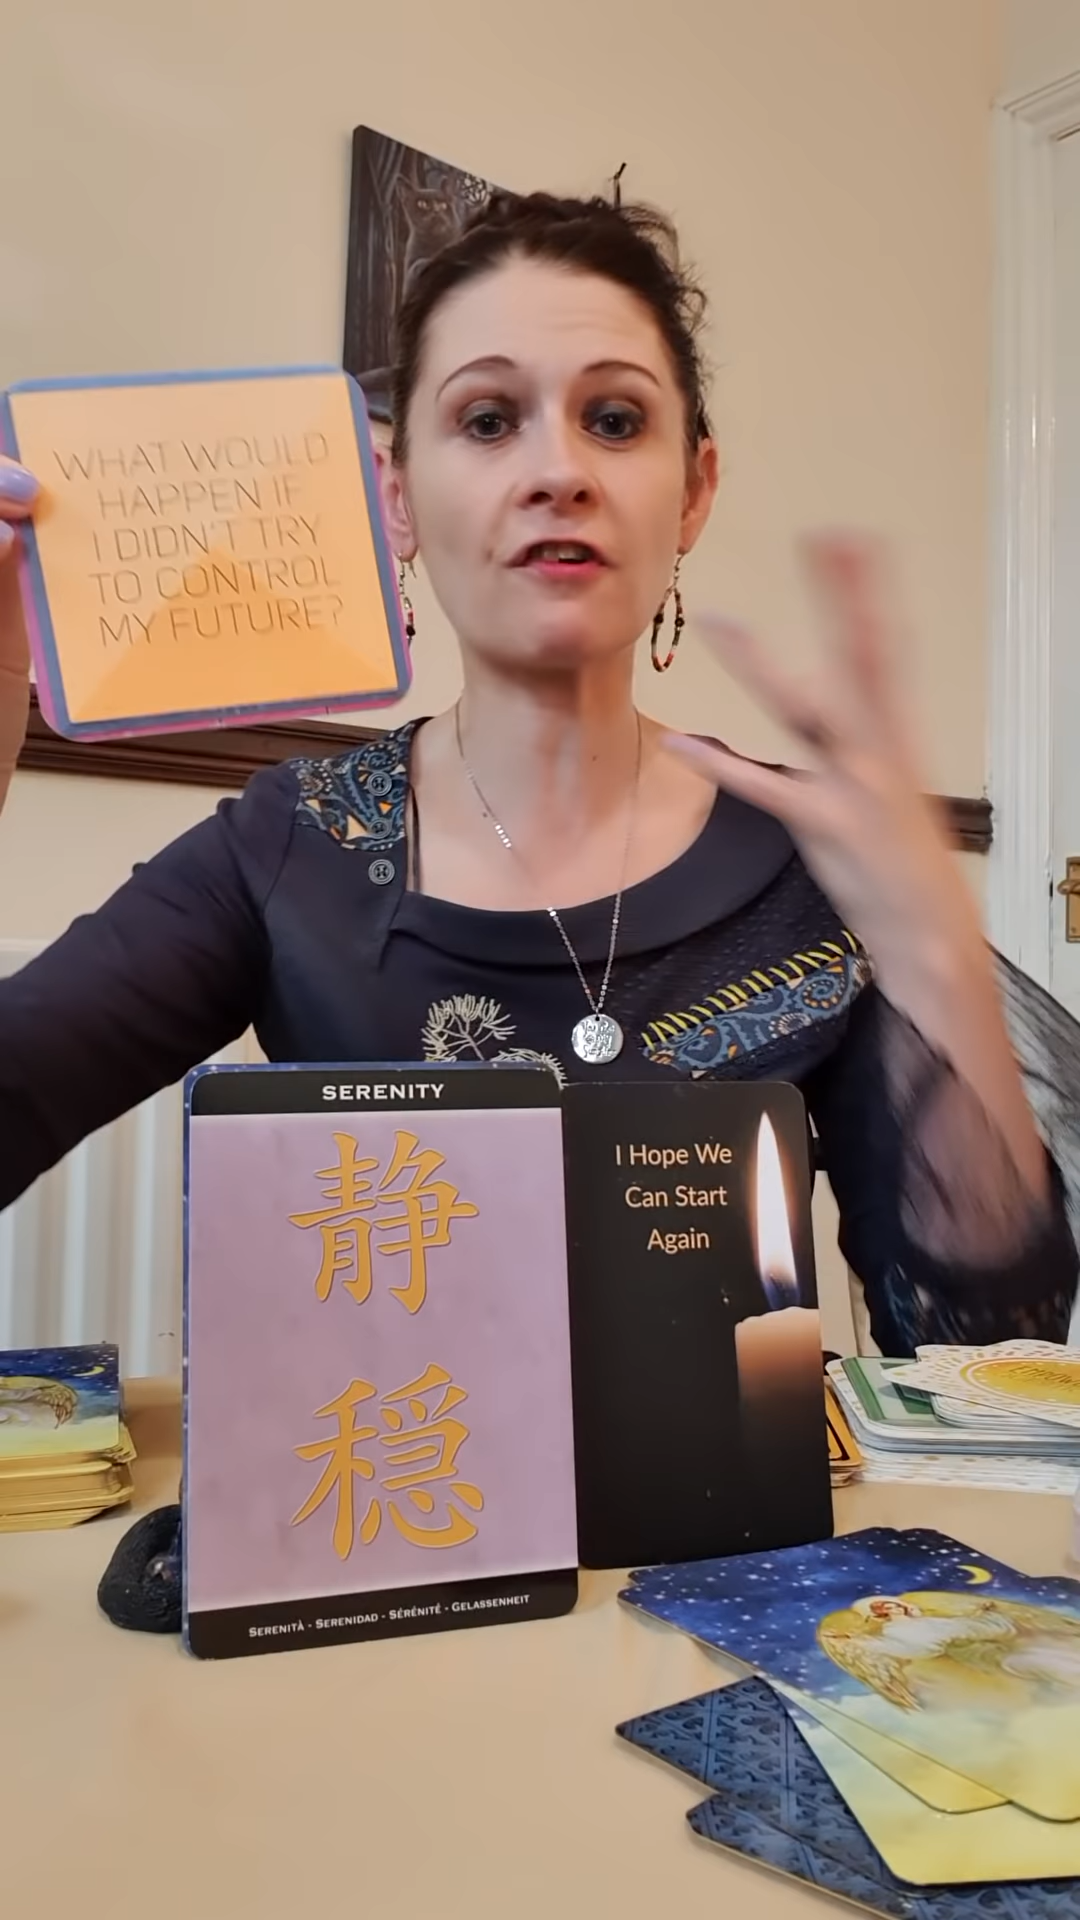 WHAT WOULD
HAPPEN IF
I DIDN'T TRY
TO CONTROL
MY FUTURE?
SERENITY
静
穏
SERENITÀ - SERENIDAD - SÉRÉNITÉ - GELASSENHEIT
I Hope We
Can Start
Again